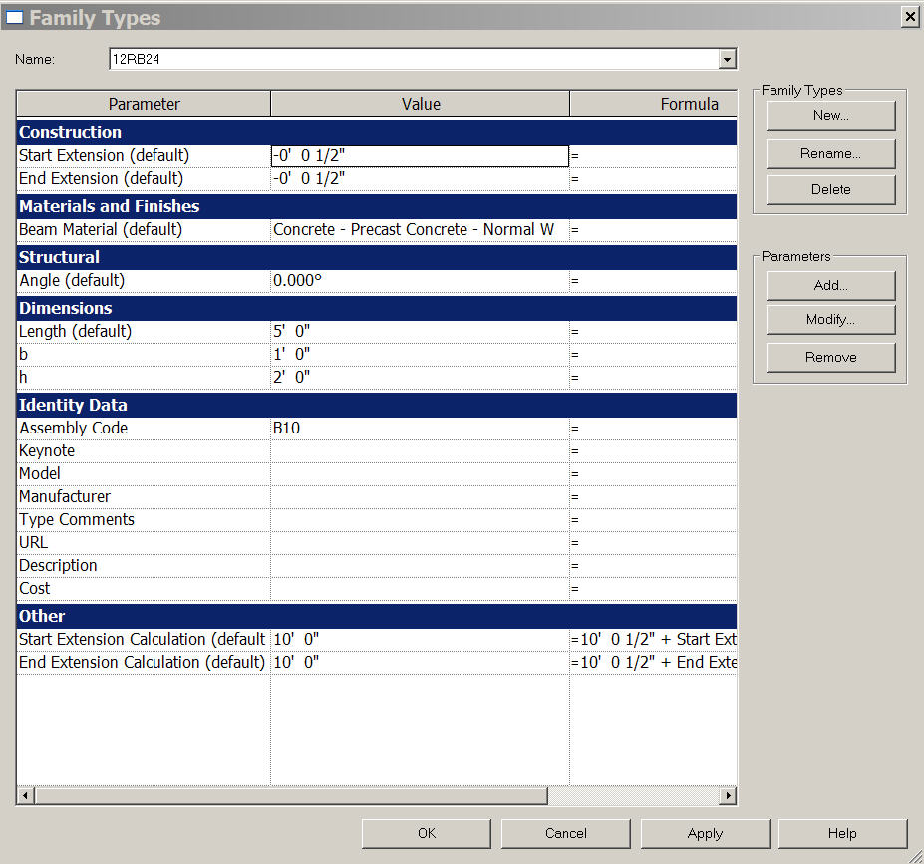 Family Types
Name: 12RB24
Parameter Value Formula
Construction
Start Extension (default) -0' 0 1/2" =
End Extension (default) -0' 0 1/2" =
Materials and Finishes
Beam Material (default) Concrete - Precast Concrete - Normal W =
Structural
Angle (default) 0.000° =
Dimensions
Length (default) 5' 0" =
b 1' 0" =
h 2' 0" =
Identity Data
Assembly Code B10 =
Keynote =
Model =
Manufacturer =
Type Comments =
URL =
Description =
Cost =
Other
Start Extension Calculation (default 10' 0" =10' 0 1/2" + Start Ext
End Extension Calculation (default) 10' 0" =10' 0 1/2" + End Exte
Family Types
New...
Rename...
Delete
Parameters
Add...
Modify...
Remove
OK Cancel Apply Help